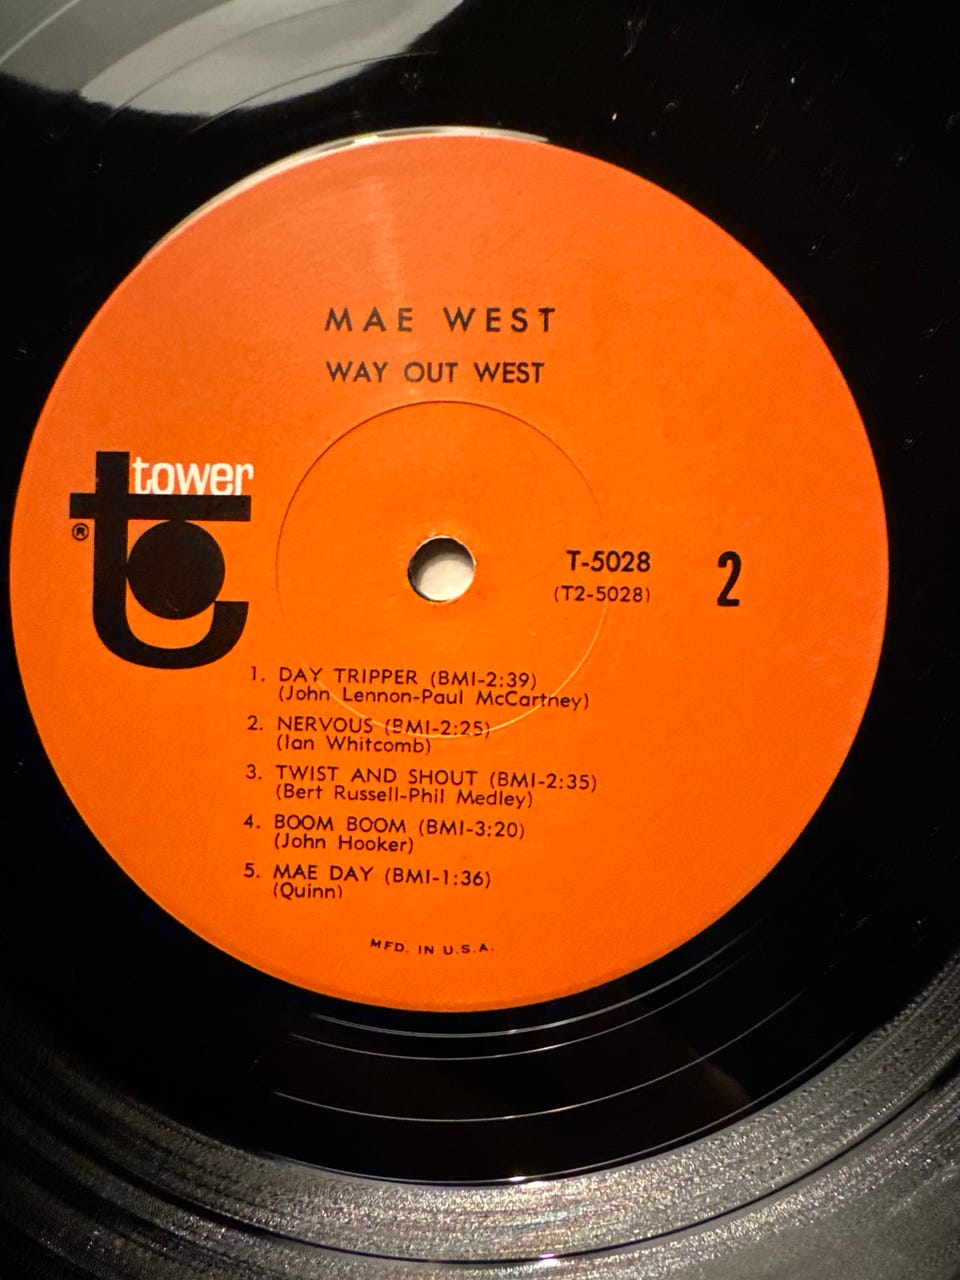 MAE WEST
WAY OUT WEST
tower
®
T-5028
(T2-5028)
2
1. DAY TRIPPER (BMI-2:39)
(John Lennon-Paul McCartney)
2. NERVOUS (BMI-2:25)
(Ian Whitcomb)
3. TWIST AND SHOUT (BMI-2:35)
(Bert Russell-Phil Medley)
4. BOOM BOOM (BMI-3:20)
(John Hooker)
5. MAE DAY (BMI-1:36)
(Quinn)
MFD. IN U.S.A.